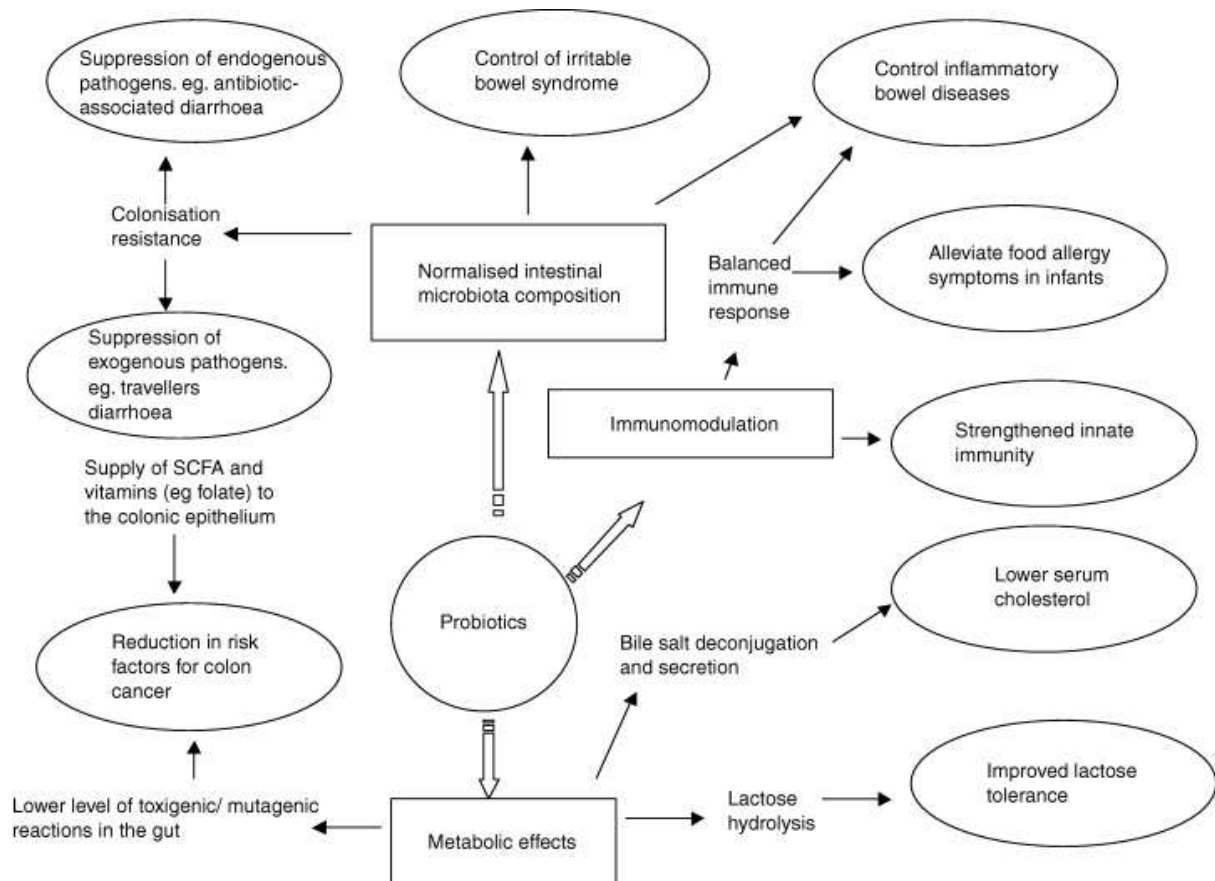 Suppression of endogenous
pathogens. eg. antibiotic-
associated diarrhoea
Control of irritable
bowel syndrome
Control inflammatory
bowel diseases
Colonisation
resistance
Normalised intestinal
microbiota composition
Balanced
immune
response
Alleviate food allergy
symptoms in infants
Suppression of
exogenous pathogens.
eg. travellers
diarrhoea
Immunomodulation
Strengthened innate
immunity
Supply of SCFA and
vitamins (eg folate) to
the colonic epithelium
Lower serum
cholesterol
Probiotics
Bile salt deconjugation
and secretion
Reduction in risk
factors for colon
cancer
Improved lactose
tolerance
Lower level of toxigenic/ mutagenic
reactions in the gut
Metabolic effects
Lactose
hydrolysis